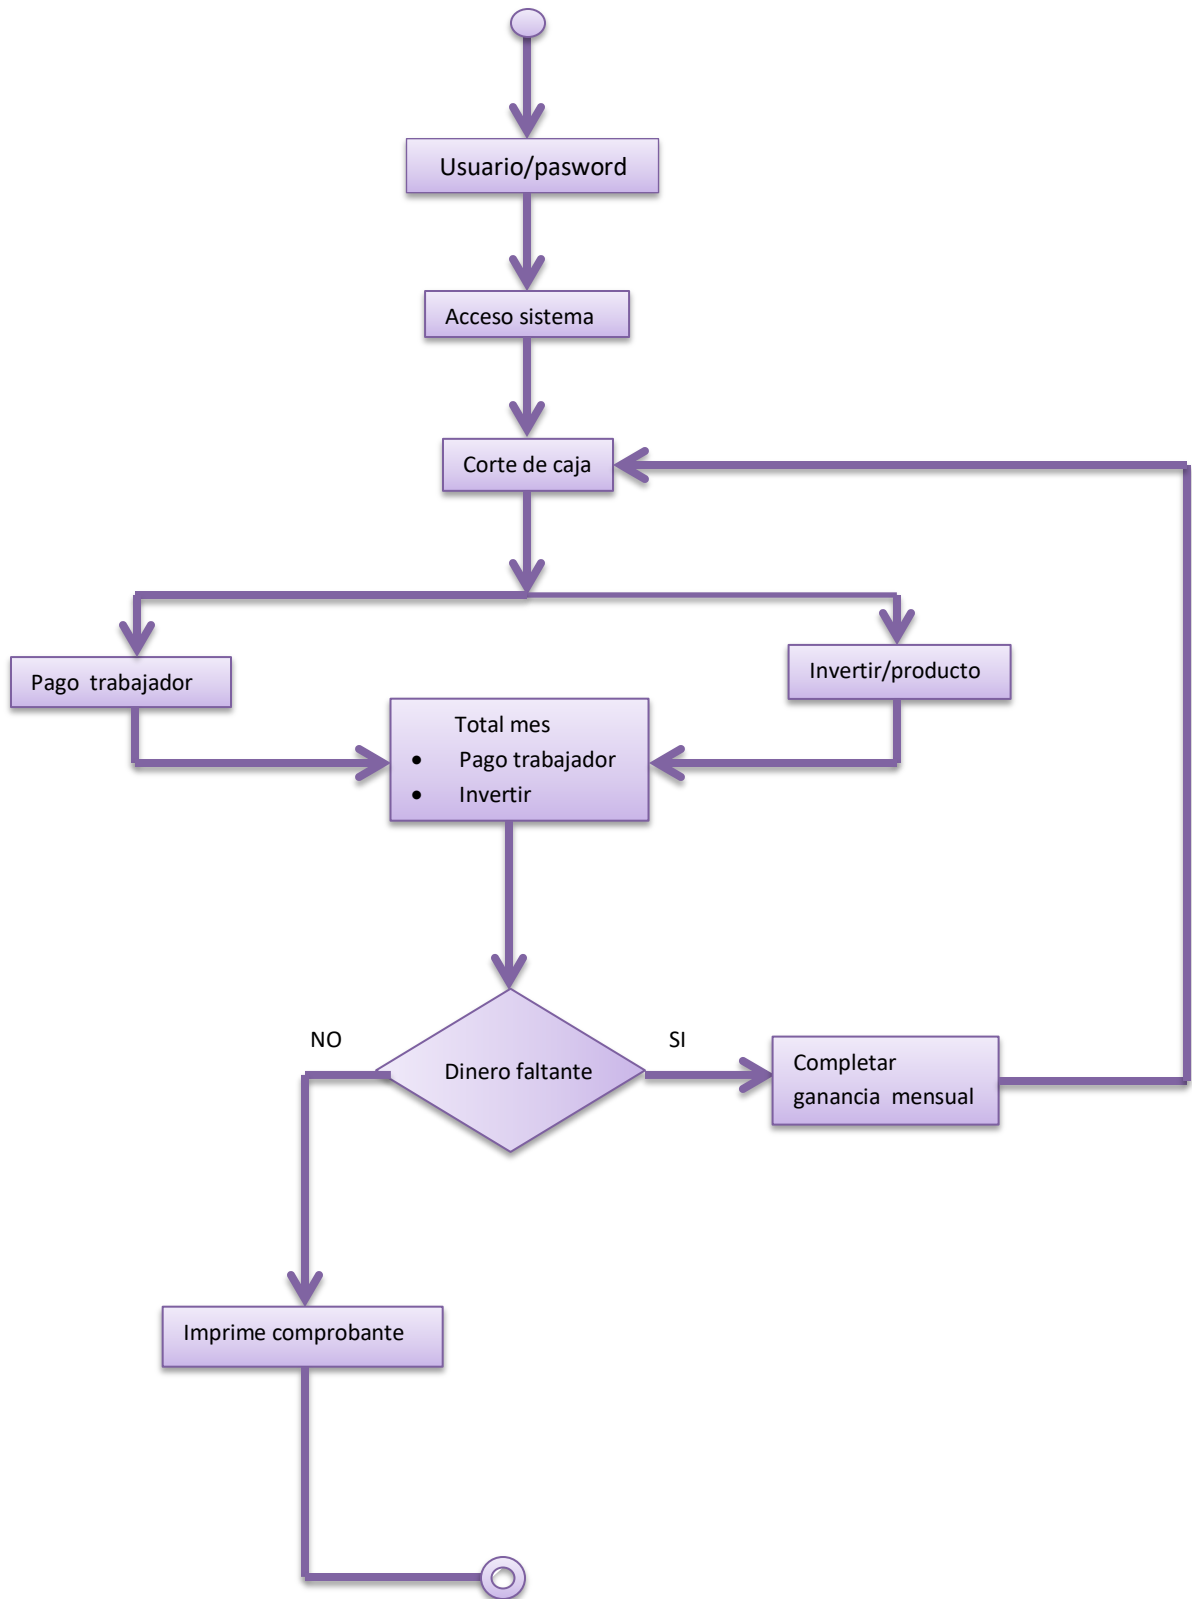 Usuario/pasword
Acceso sistema
Corte de caja
Pago trabajador
Invertir/producto
Total mes
• Pago trabajador
• Invertir
NO
SI
Dinero faltante
Completar
ganancia mensual
Imprime comprobante